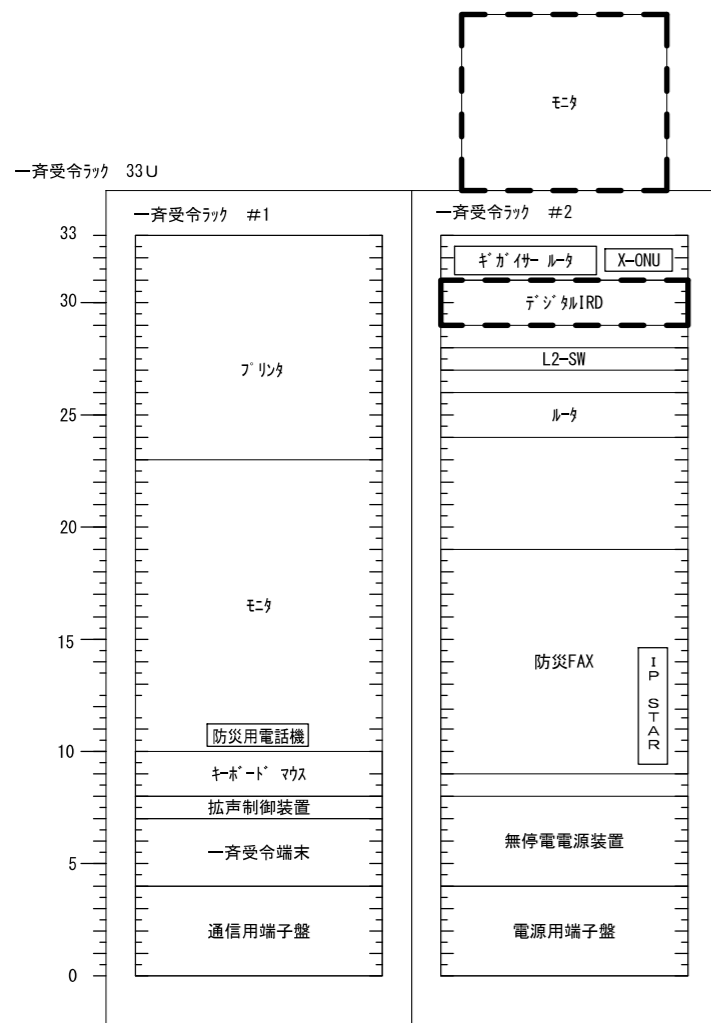 モニタ
一斉受令ラック 33U
一斉受令ラック #1
一斉受令ラック #2
33
30
25
20
15
10
5
0
プリンタ
モニタ
防災用電話機
キーボード マウス
拡声制御装置
一斉受令端末
通信用端子盤
ギガイサー ルータ
X-ONU
デジタルIRD
L2-SW
ルータ
防災FAX
IP STAR
無停電電源装置
電源用端子盤